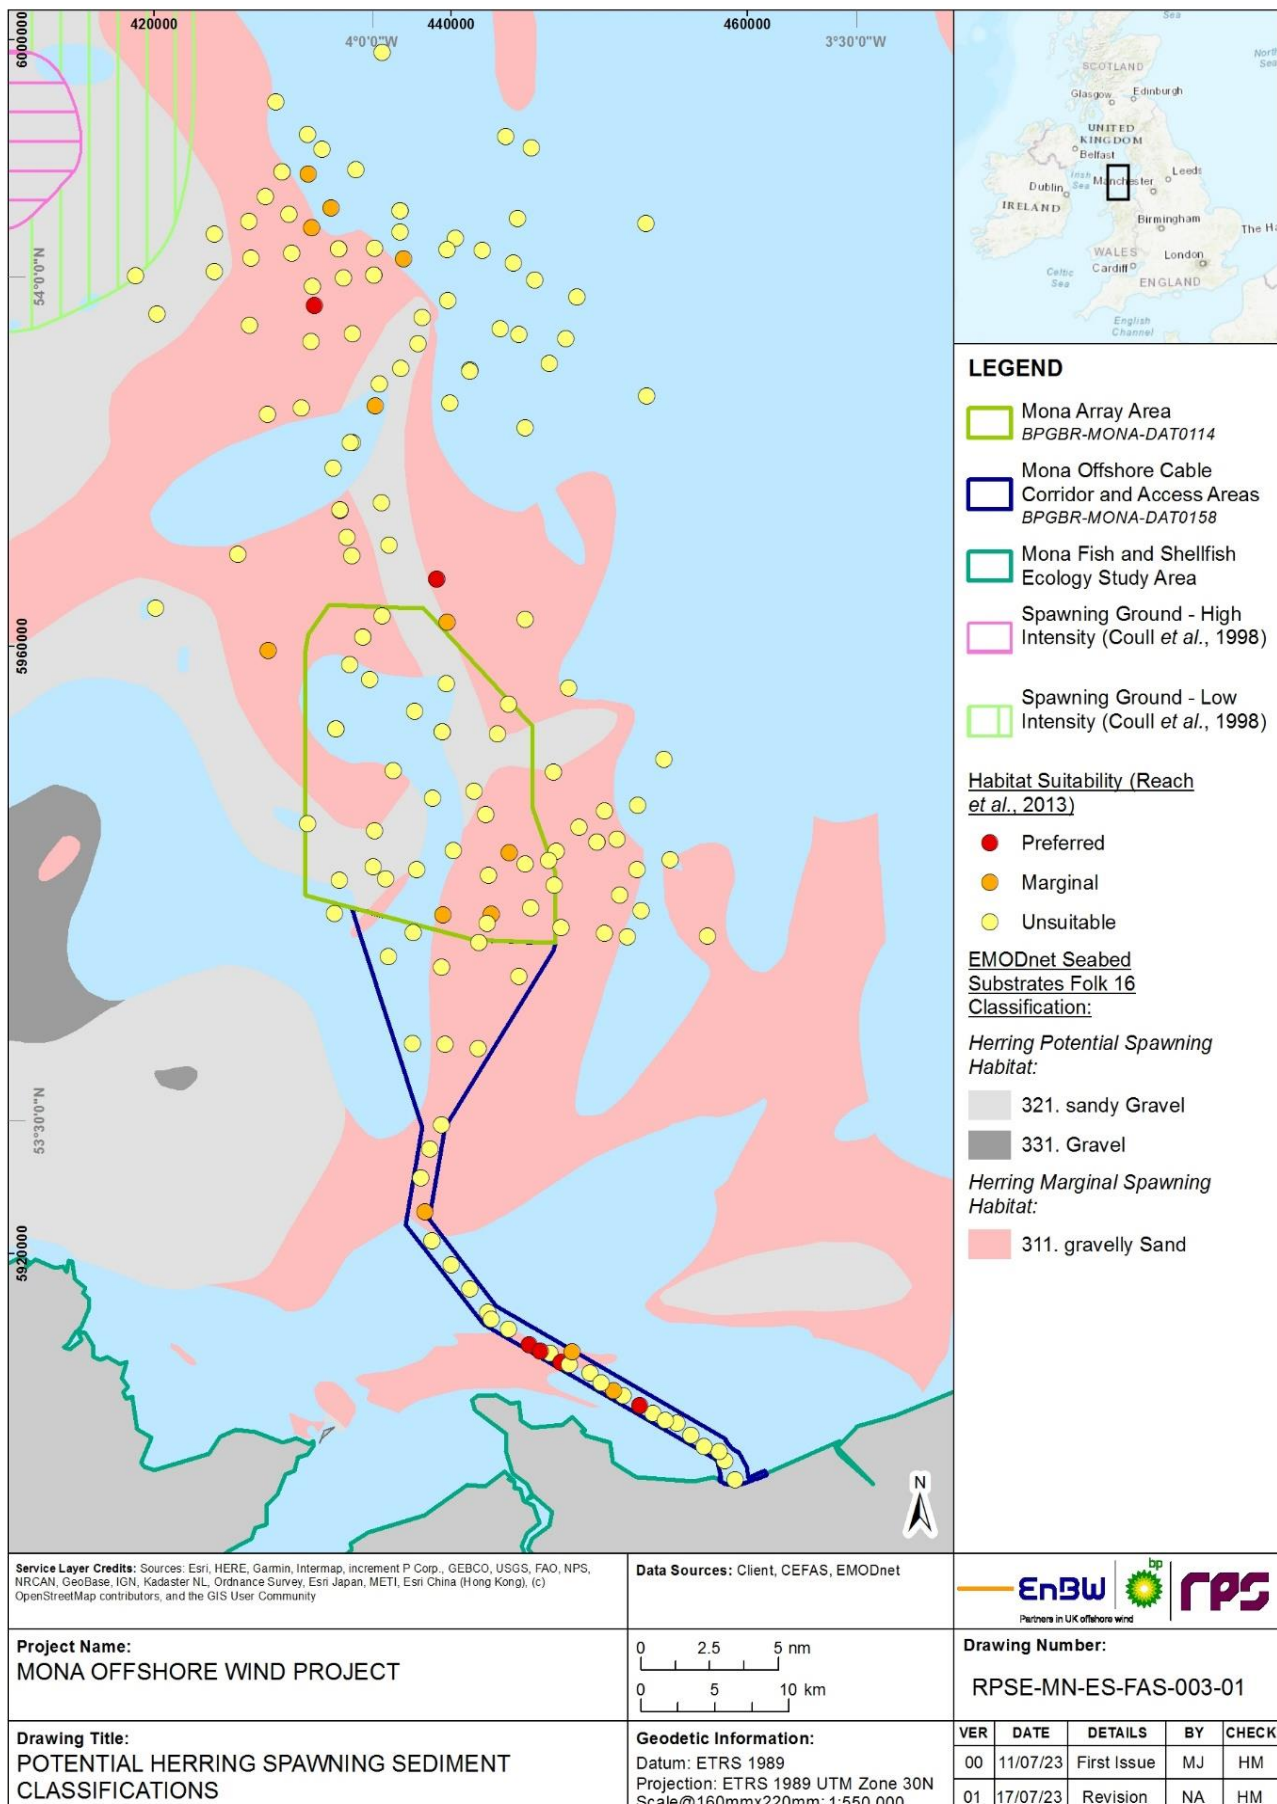 420000
440000
460000
4°0'0"W
3°30'0"W
6000000
54°0'0"N
5960000
53°30'0"N
5920000
N
Sea
North
Sea
SCOTLAND
Glasgow
Edinburgh
UNITED
KINGDOM
Belfast
Irish
Sea
Manchester
Leeds
Dublin
IRELAND
Birmingham
The Ha
WALES
London
Cardiff
Celtic
Sea
ENGLAND
English
Channel
LEGEND
Mona Array Area
BPGBR-MONA-DAT0114
Mona Offshore Cable
Corridor and Access Areas
BPGBR-MONA-DAT0158
Mona Fish and Shellfish
Ecology Study Area
Spawning Ground - High
Intensity (Coull et al., 1998)
Spawning Ground - Low
Intensity (Coull et al., 1998)
Habitat Suitability (Reach
et al., 2013)
Preferred
Marginal
Unsuitable
EMODnet Seabed
Substrates Folk 16
Classification:
Herring Potential Spawning
Habitat:
321. sandy Gravel
331. Gravel
Herring Marginal Spawning
Habitat:
311. gravelly Sand
Service Layer Credits: Sources: Esri, HERE, Garmin, Intermap, increment P Corp., GEBCO, USGS, FAO, NPS,
NRCAN, GeoBase, IGN, Kadaster NL, Ordnance Survey, Esri Japan, METI, Esri China (Hong Kong), (c)
OpenStreetMap contributors, and the GIS User Community
Data Sources: Client, CEFAS, EMODnet
EnBW
bp
rps
Partners in UK offshore wind
Project Name:
MONA OFFSHORE WIND PROJECT
0 2.5 5 nm
0 5 10 km
Drawing Number:
RPSE-MN-ES-FAS-003-01
Drawing Title:
POTENTIAL HERRING SPAWNING SEDIMENT
CLASSIFICATIONS
Geodetic Information:
Datum: ETRS 1989
Projection: ETRS 1989 UTM Zone 30N
Scale@160mmx220mm: 1:550,000
VER DATE DETAILS BY CHECK
00 11/07/23 First Issue MJ HM
01 17/07/23 Revision NA HM